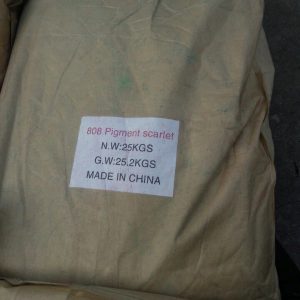 808 Pigment scarlet
N.W:25KGS
G.W:25.2KGS
MADE IN CHINA